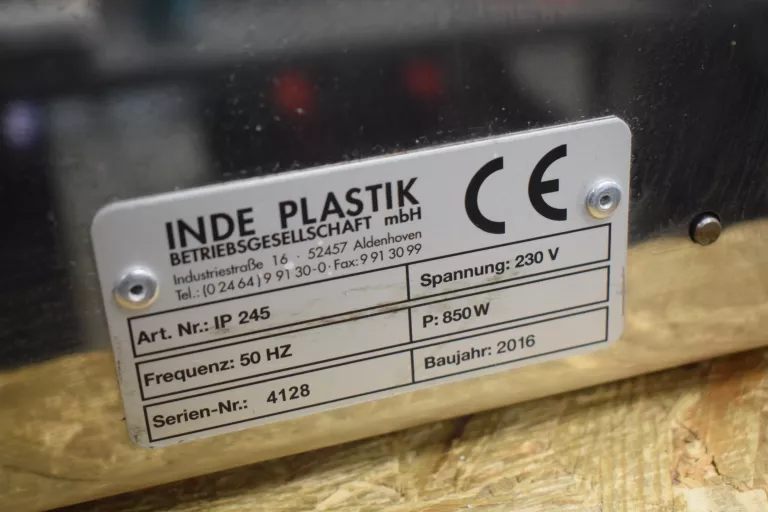 INDE PLASTIK
BETRIEBSGESELLSCHAFT mbH
Industriestraße 16 · 52457 Aldenhoven
Tel.: (0 24 64) 9 91 30-0 · Fax: 9 91 30 99
CE
Art. Nr.: IP 245
Spannung: 230 V
Frequenz: 50 HZ
P: 850 W
Serien-Nr.: 4128
Baujahr: 2016